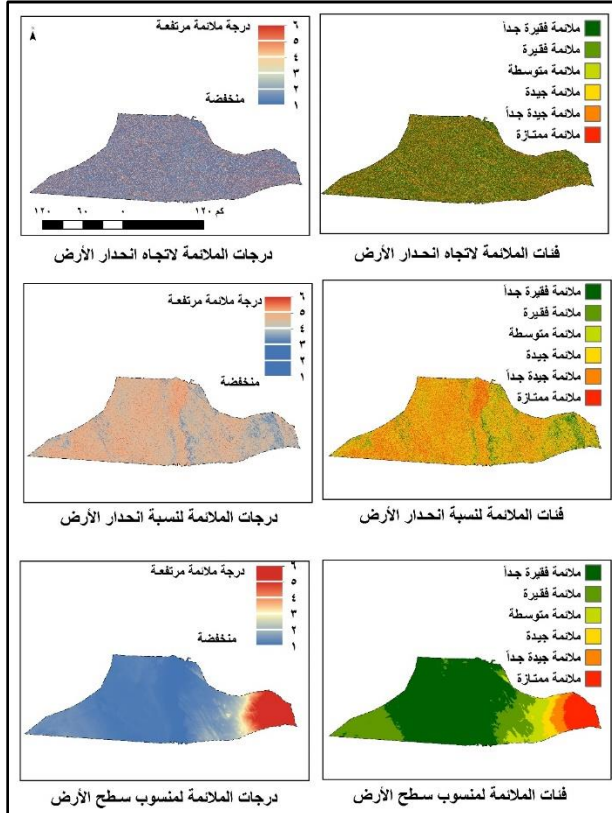 درجة ملائمة مرتفعة
٦
٥
٤
٣
٢
١
منخفضة
١٢٠ ٦٠ ٠ ١٢٠ كم
درجات الملائمة لاتجاه انحدار الأرض
ملائمة فقيرة جداً
ملائمة فقيرة
ملائمة متوسطة
ملائمة جيدة
ملائمة جيدة جداً
ملائمة ممتازة
فئات الملائمة لاتجاه انحدار الأرض
درجة ملائمة مرتفعة
٦
٥
٤
٣
٢
١
منخفضة
درجات الملائمة لنسبة انحدار الأرض
ملائمة فقيرة جداً
ملائمة فقيرة
ملائمة متوسطة
ملائمة جيدة
ملائمة جيدة جداً
ملائمة ممتازة
فئات الملائمة لنسبة انحدار الأرض
درجة ملائمة مرتفعة
٦
٥
٤
٣
٢
١
منخفضة
درجات الملائمة لمنسوب سطح الأرض
ملائمة فقيرة جداً
ملائمة فقيرة
ملائمة متوسطة
ملائمة جيدة
ملائمة جيدة جداً
ملائمة ممتازة
فئات الملائمة لمنسوب سطح الأرض